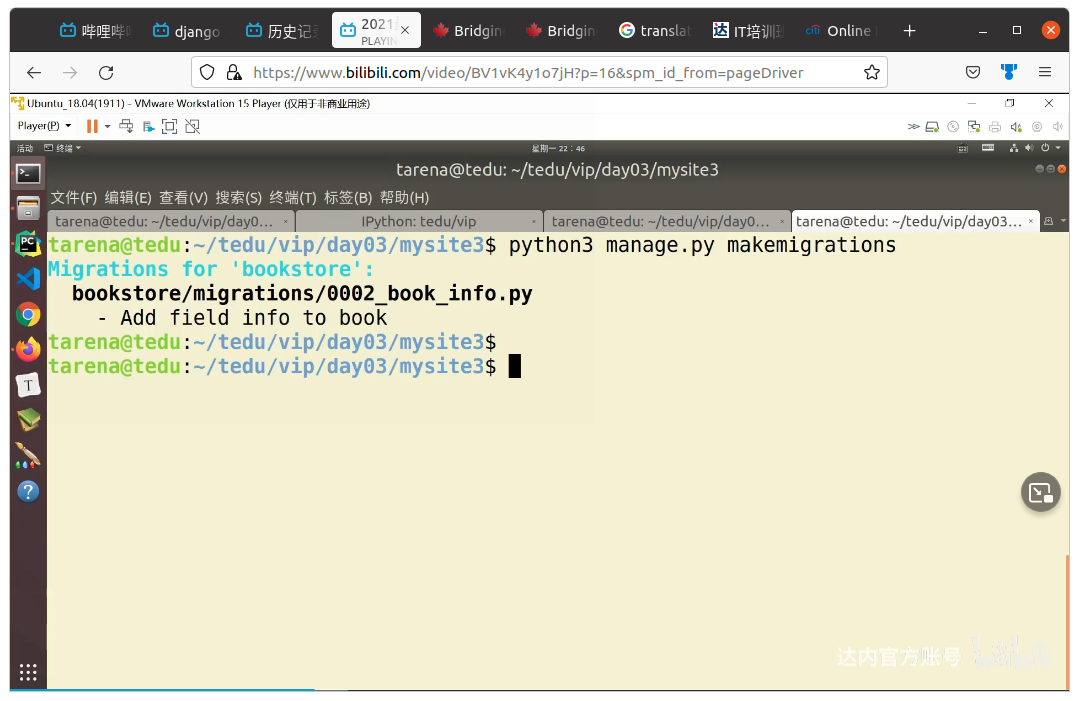 哔哩哔
django
历史记
2021
PLAYIN
Bridgin
Bridgin
translat
达 IT培训
citi Online
https://www.bilibili.com/video/BV1vK4y1o7jH?p=16&spm_id_from=pageDriver
Ubuntu_18.04(1911) - VMware Workstation 15 Player (仅用于非商业用途)
Player(P)
活动 终端 星期一 22：46
tarena@tedu: ~/tedu/vip/day03/mysite3
文件(F) 编辑(E) 查看(V) 搜索(S) 终端(T) 标签(B) 帮助(H)
tarena@tedu: ~/tedu/vip/day0...
IPython: tedu/vip
tarena@tedu: ~/tedu/vip/day0...
tarena@tedu: ~/tedu/vip/day03...
tarena@tedu:~/tedu/vip/day03/mysite3$ python3 manage.py makemigrations
Migrations for 'bookstore':
bookstore/migrations/0002_book_info.py
- Add field info to book
tarena@tedu:~/tedu/vip/day03/mysite3$
tarena@tedu:~/tedu/vip/day03/mysite3$
PC
T
?
达内官方账号